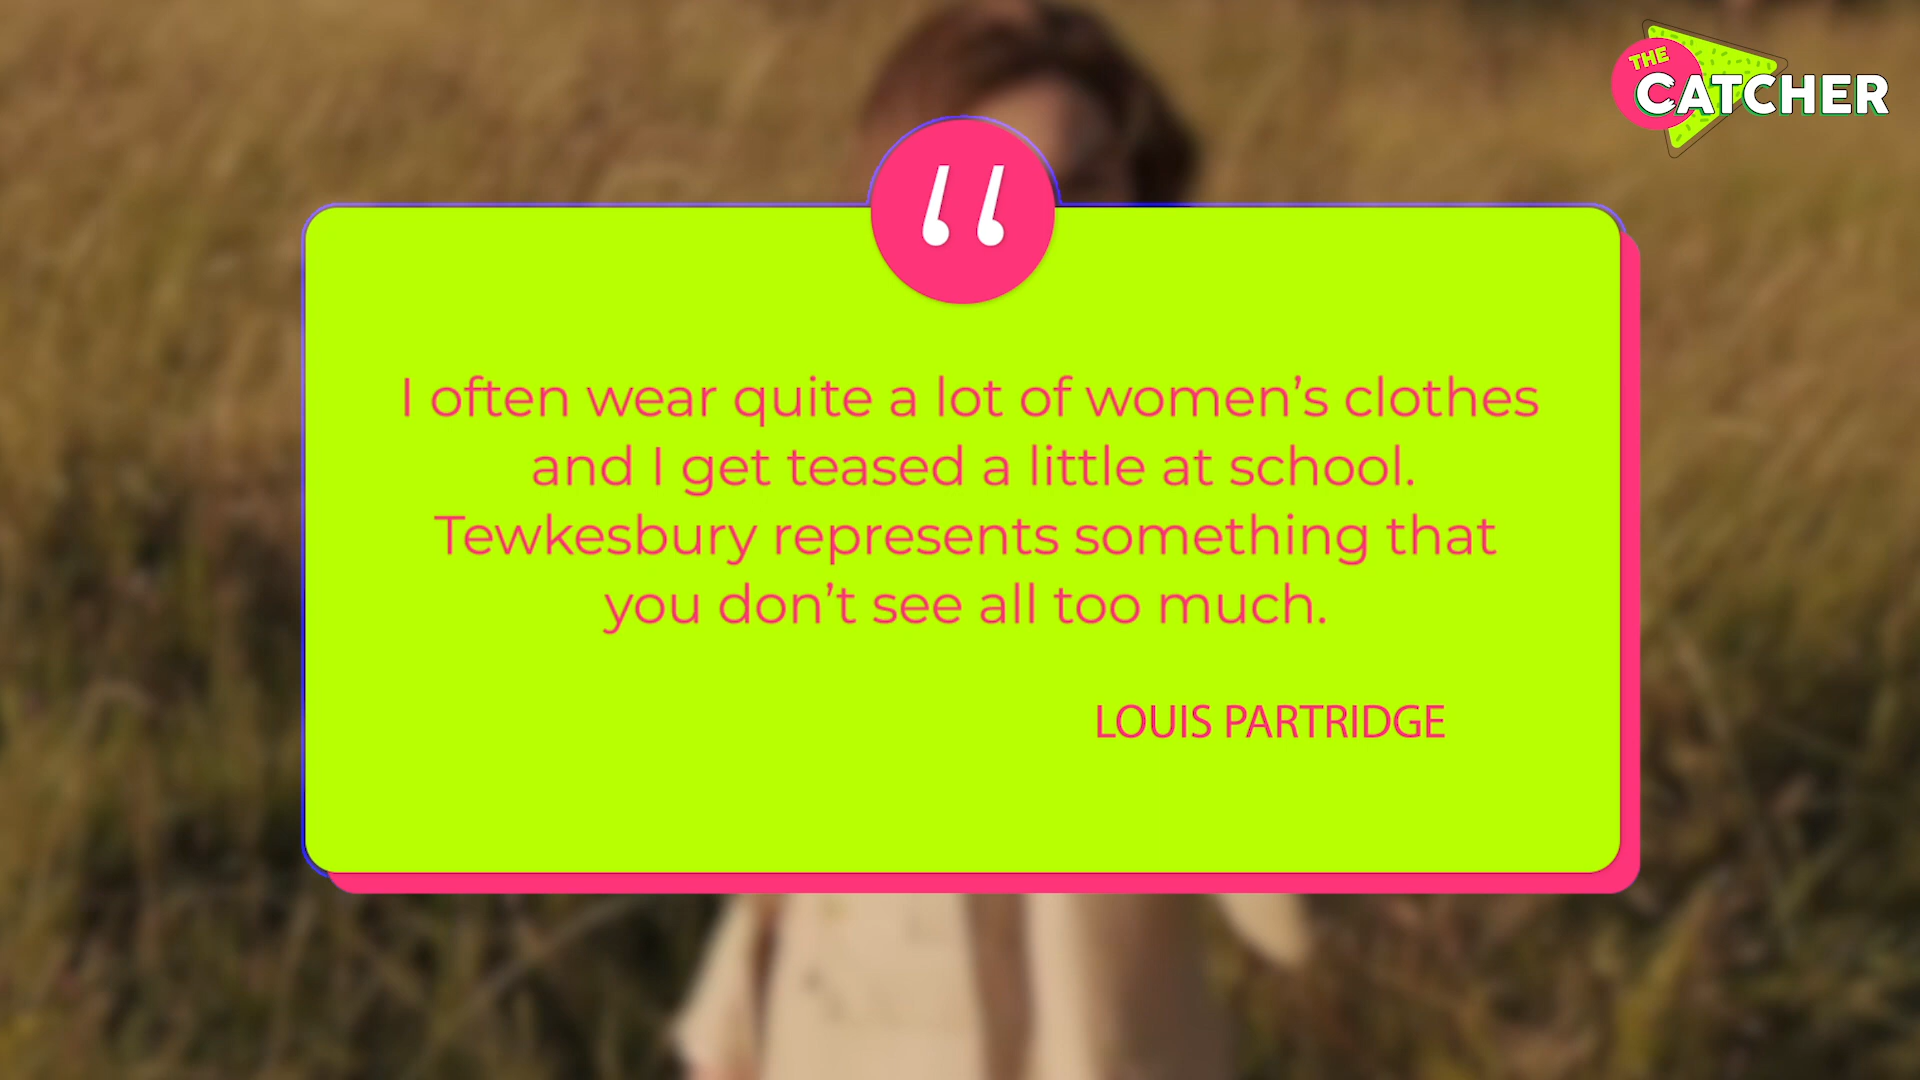 THE
CATCHER
“
I often wear quite a lot of women’s clothes
and I get teased a little at school.
Tewkesbury represents something that
you don’t see all too much.
LOUIS PARTRIDGE